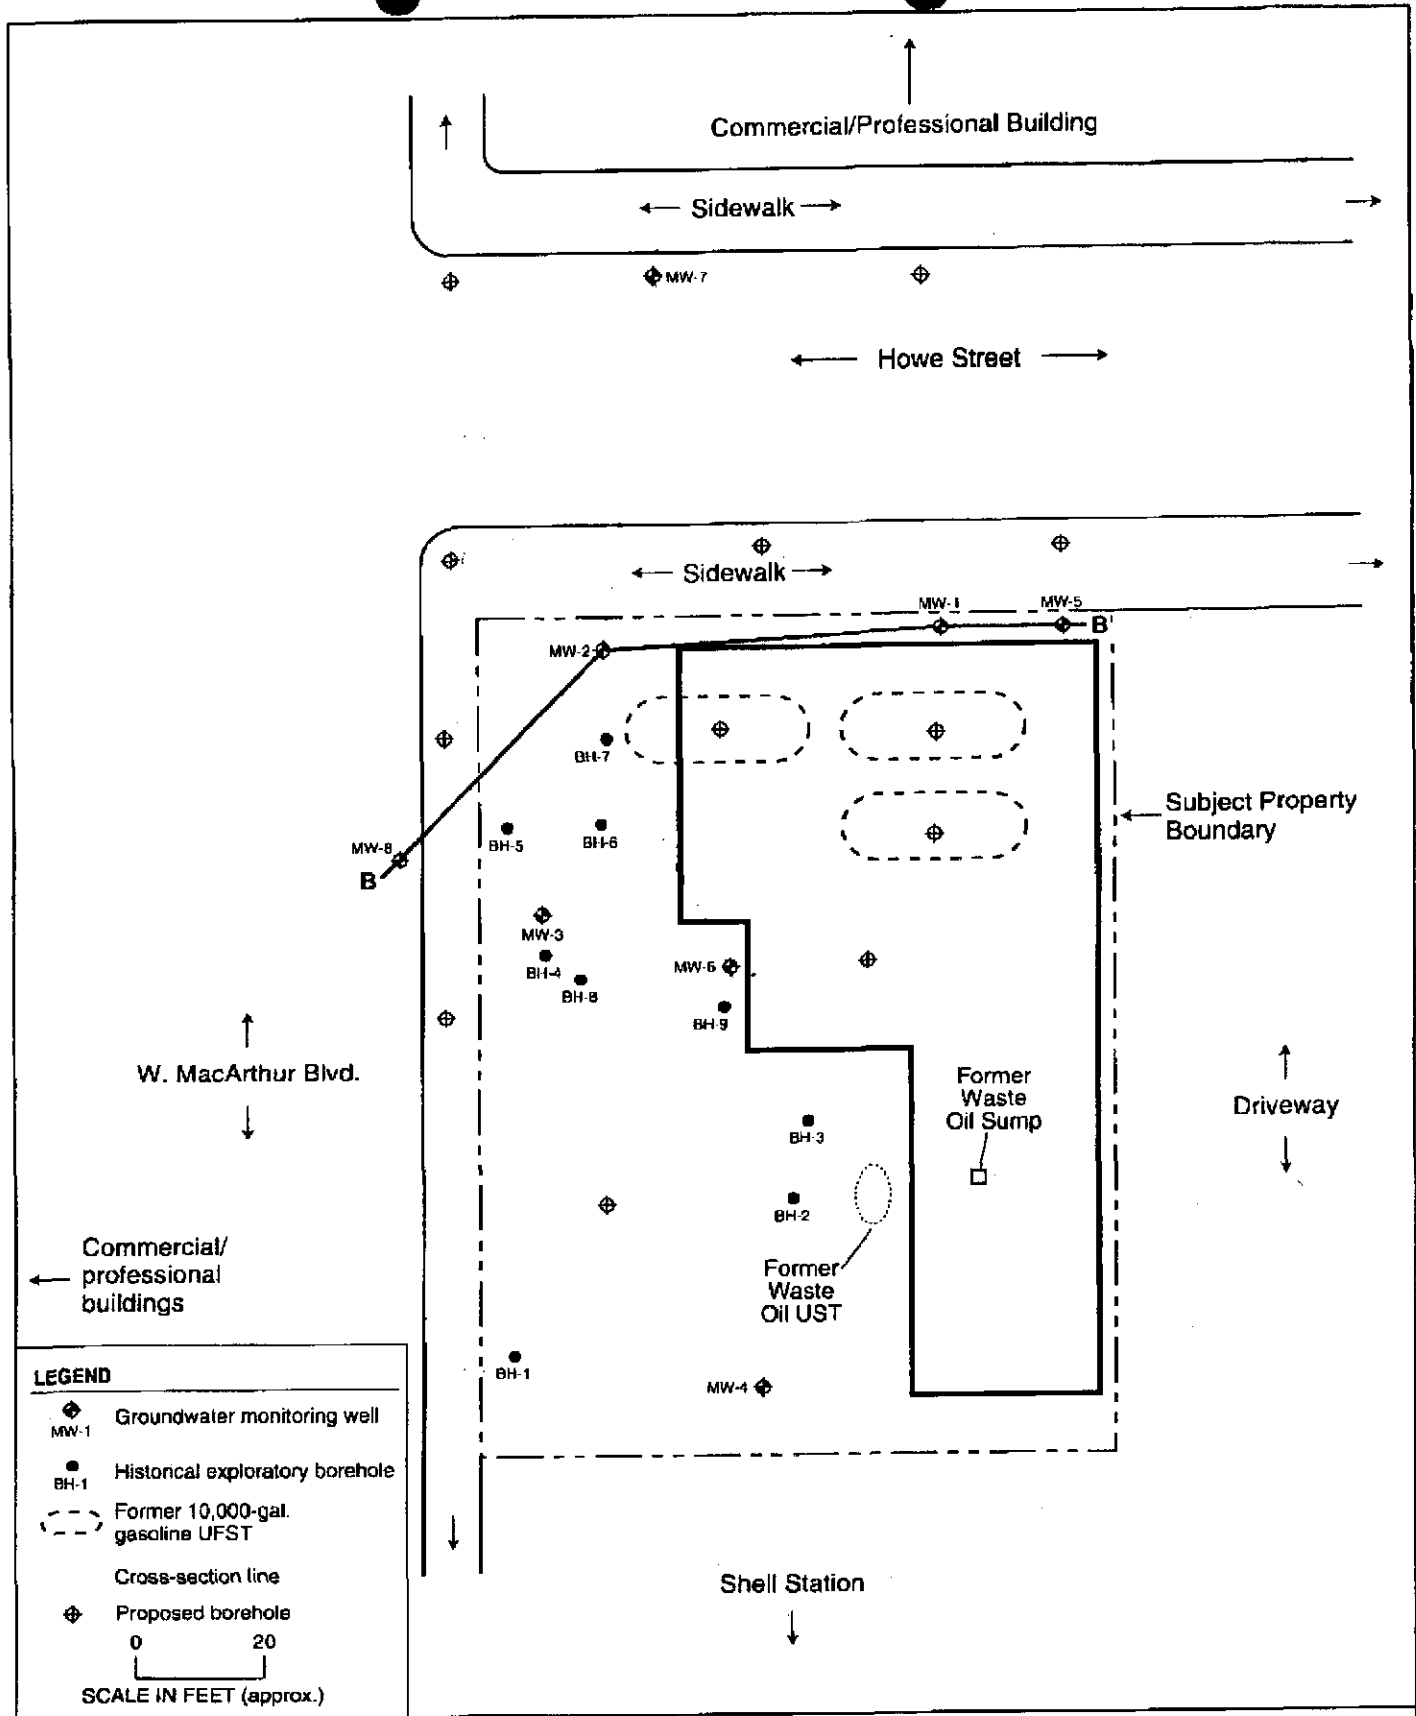 Commercial/Professional Building
Sidewalk
MW-7
Howe Street
Sidewalk
MW-1
MW-5
B
MW-2
BH-7
Subject Property
Boundary
MW-8
BH-5
BH-6
B
MW-3
BH-4
BH-8
MW-6
BH-9
W. MacArthur Blvd.
Former
Waste
Oil Sump
Driveway
BH-3
BH-2
Commercial/
professional
buildings
Former
Waste
Oil UST
BH-1
MW-4
LEGEND
MW-1
Groundwater monitoring well
BH-1
Historical exploratory borehole
Former 10,000-gal.
gasoline UFST
Cross-section line
Proposed borehole
0 20
SCALE IN FEET (approx.)
Shell Station